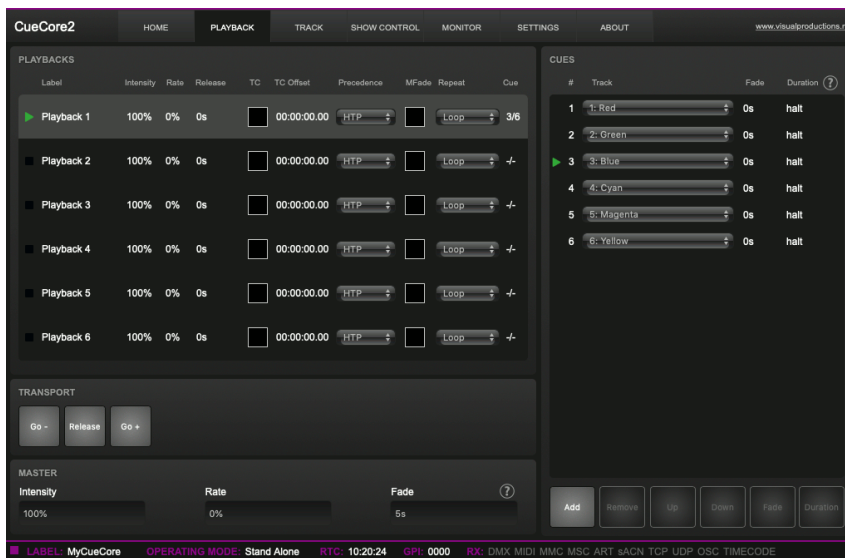 CueCore2 HOME PLAYBACK TRACK SHOW CONTROL MONITOR SETTINGS ABOUT www.visualproductions.n
PLAYBACKS
Label Intensity Rate Release TC TC Offset Precedence MFade Repeat Cue
Playback 1 100% 0% 0s 00:00:00.00 HTP Loop 3/6
Playback 2 100% 0% 0s 00:00:00.00 HTP Loop -/-
Playback 3 100% 0% 0s 00:00:00.00 HTP Loop -/-
Playback 4 100% 0% 0s 00:00:00.00 HTP Loop -/-
Playback 5 100% 0% 0s 00:00:00.00 HTP Loop -/-
Playback 6 100% 0% 0s 00:00:00.00 HTP Loop -/-
TRANSPORT
Go - Release Go +
MASTER
Intensity Rate Fade ?
100% 0% 5s
CUES
# Track Fade Duration ?
1 1: Red 0s halt
2 2: Green 0s halt
3 3: Blue 0s halt
4 4: Cyan 0s halt
5 5: Magenta 0s halt
6 6: Yellow 0s halt
Add Remove Up Down Fade Duration
LABEL: MyCueCore OPERATING MODE: Stand Alone RTC: 10:20:24 GPI: 0000 RX: DMX MIDI MMC MSC ART sACN TCP UDP OSC TIMECODE